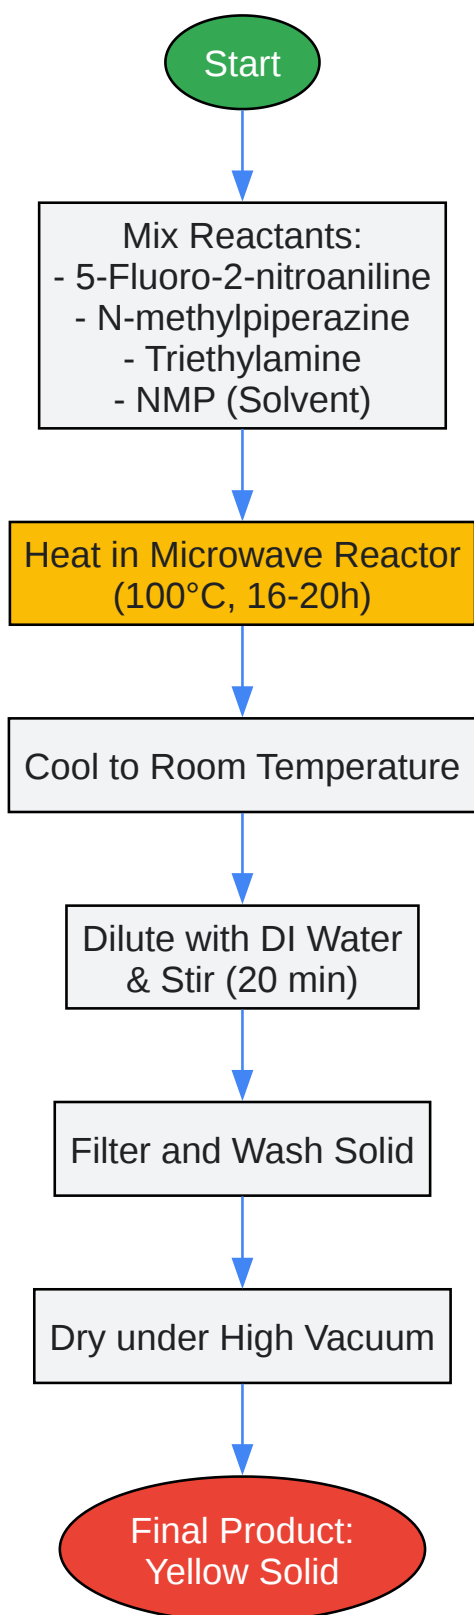 Start
Mix Reactants:
- 5-Fluoro-2-nitroaniline
- N-methylpiperazine
- Triethylamine
- NMP (Solvent)
Heat in Microwave Reactor
(100°C, 16-20h)
Cool to Room Temperature
Dilute with DI Water
& Stir (20 min)
Filter and Wash Solid
Dry under High Vacuum
Final Product:
Yellow Solid